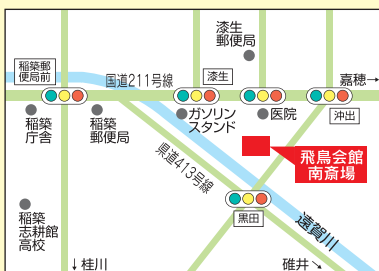 漆生
郵便局
稲築郵
便局前
国道211号線
漆生
嘉穂→
稲築
庁舎
稲築
郵便局
ガソリン
スタンド
医院
沖出
県道413号線
飛鳥会館
南斎場
稲築
志耕館
高校
黒田
遠賀川
↓桂川
碓井↘